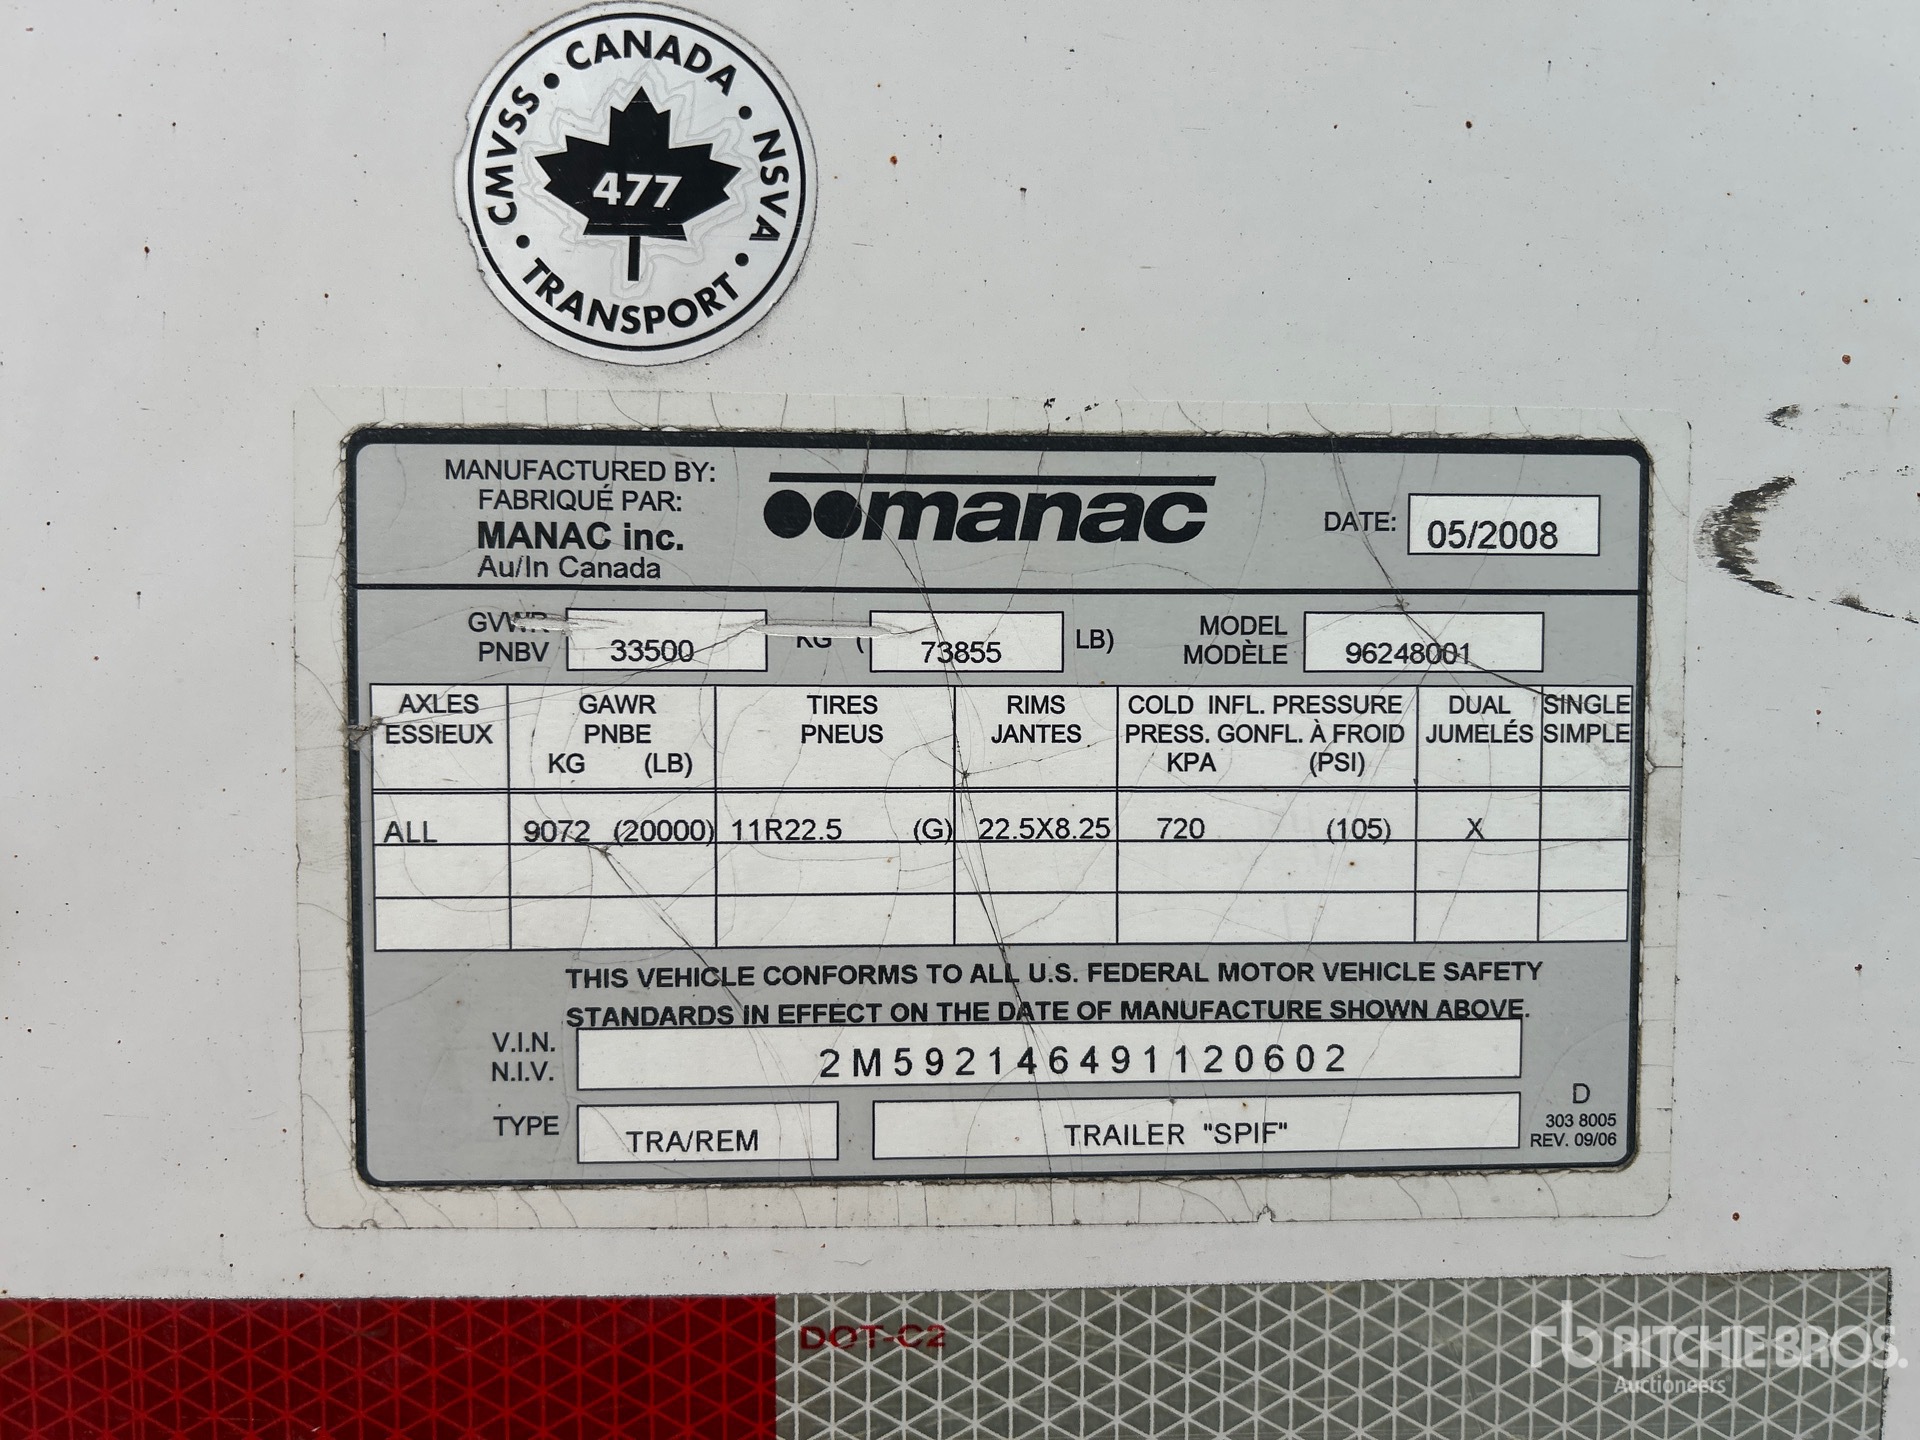 CMVSS • CANADA • NSVA • TRANSPORT •
477
MANUFACTURED BY:
FABRIQUÉ PAR:
MANAC inc.
Au/In Canada
manac
DATE: 05/2008
GVWR
PNBV 33500 KG ( 73855 LB)
MODEL
MODÈLE 96248001
AXLES GAWR TIRES RIMS COLD INFL. PRESSURE DUAL SINGLE
ESSIEUX PNBE PNEUS JANTES PRESS. GONFL. À FROID JUMELÉS SIMPLE
KG (LB) KPA (PSI)
ALL 9072 (20000) 11R22.5 (G) 22.5X8.25 720 (105) X
THIS VEHICLE CONFORMS TO ALL U.S. FEDERAL MOTOR VEHICLE SAFETY
STANDARDS IN EFFECT ON THE DATE OF MANUFACTURE SHOWN ABOVE.
V.I.N.
N.I.V. 2M592146491120602
TYPE TRA/REM TRAILER "SPIF"
D
303 8005
REV. 09/06
DOT-C2
rb RITCHIE BROS.
Auctioneers